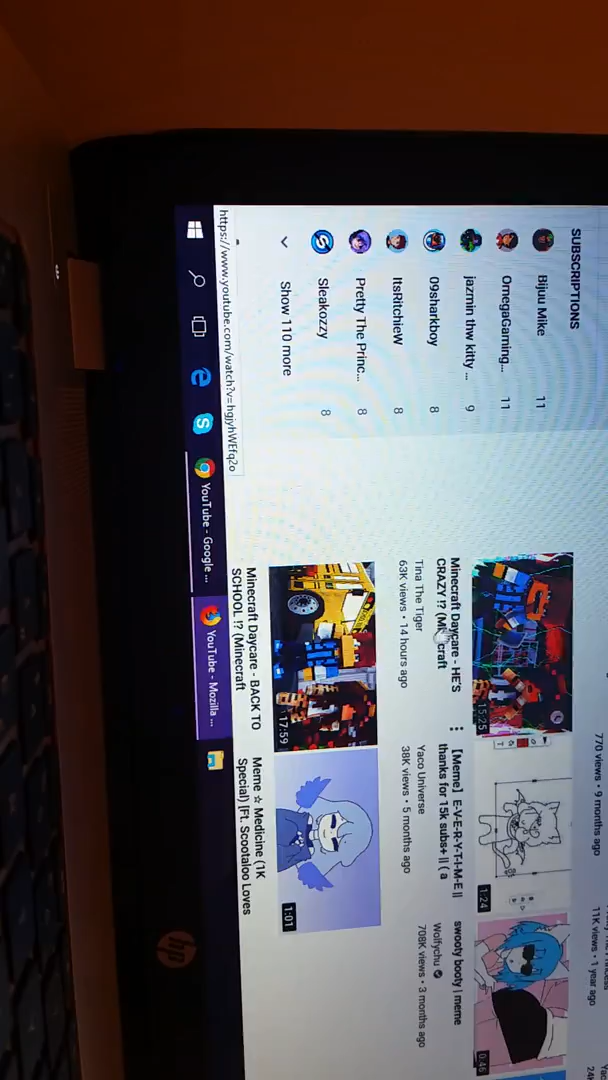 SUBSCRIPTIONS
Bijuu Mike 11
OmegaGaming... 11
jazmin thw kitty ... 9
09sharkboy 8
ItsRitchieW 8
Pretty The Princ... 8
Sleakozzy 8
Show 110 more
https://www.youtube.com/watch?v=hgjyhWEfq2o
770 views • 9 months ago
11K views • 1 year ago
15:25
Minecraft Daycare - HE'S
CRAZY !? (
craft
Tina The Tiger
63K views • 14 hours ago
1:24
[Meme] E-V-E-R-Y-T-I-M-E ||
thanks for 15k subs+ || ( a
Yaco Universe
38K views • 5 months ago
0:46
swooty booty | meme
Wolfychu
708K views • 3 months ago
17:59
Minecraft Daycare - BACK TO
SCHOOL !? (Minecraft
1:01
Meme ☆ Medicine (1K
Special) [Ft. Scootaloo Loves
YouTube - Google ...
YouTube - Mozilla ...
hp